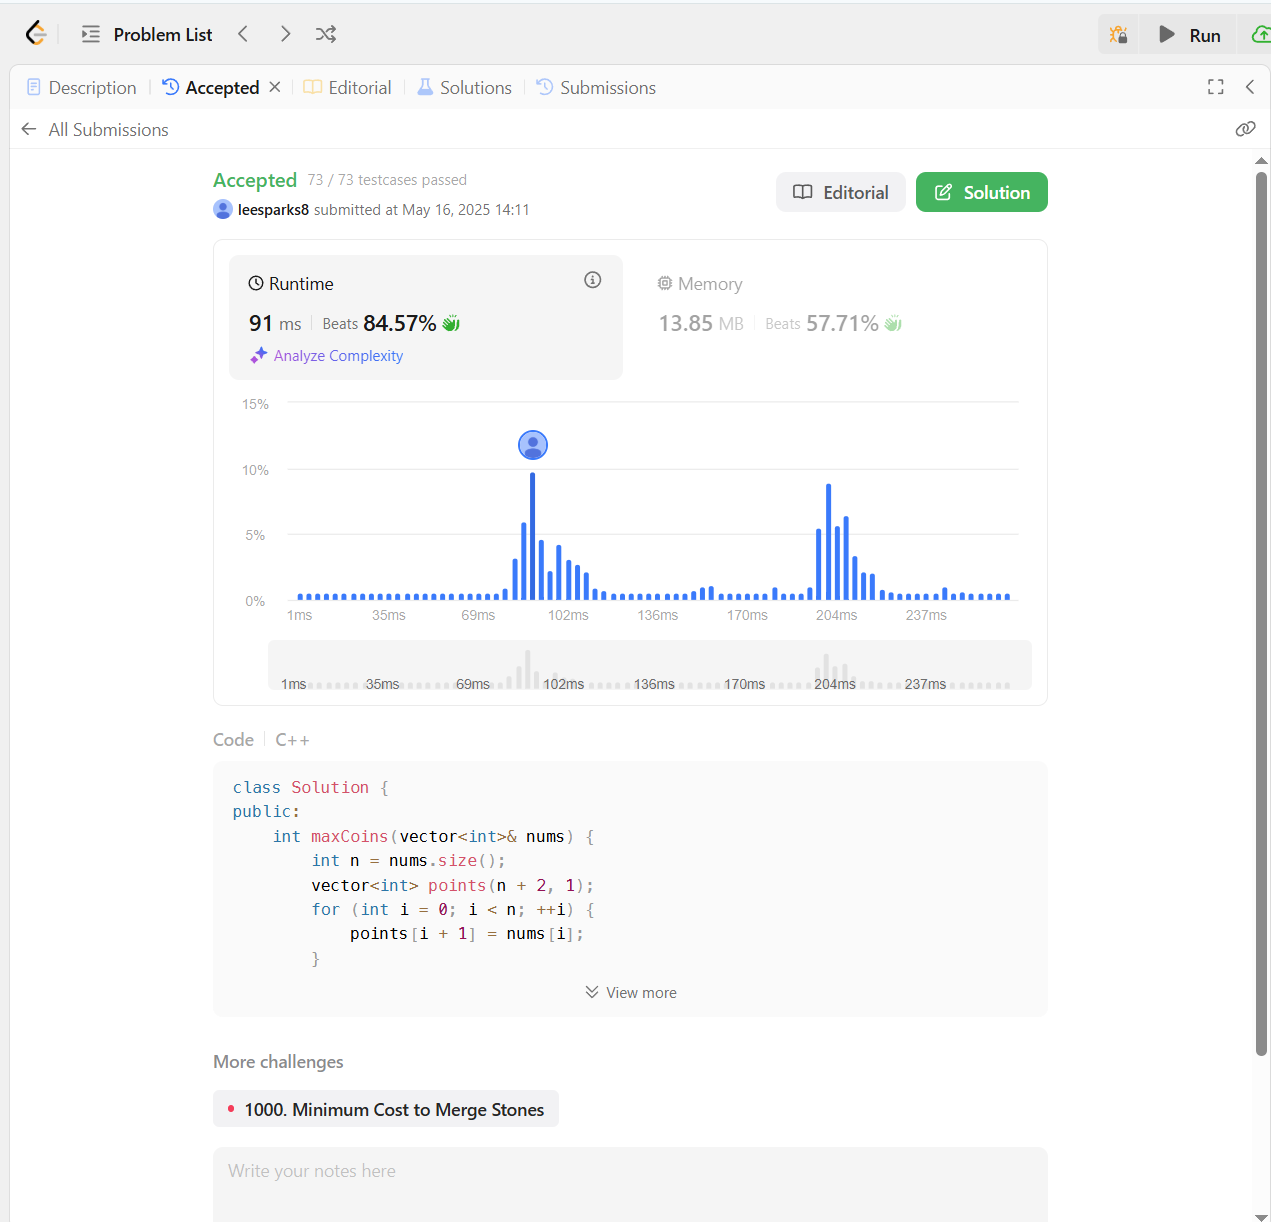 Problem List
Run
Description
Accepted
Editorial
Solutions
Submissions
All Submissions
Accepted 73 / 73 testcases passed
leesparks8 submitted at May 16, 2025 14:11
Editorial
Solution
Runtime
91 ms Beats 84.57%
Analyze Complexity
Memory
13.85 MB Beats 57.71%
15%
10%
5%
0%
1ms 35ms 69ms 102ms 136ms 170ms 204ms 237ms
1ms 35ms 69ms 102ms 136ms 170ms 204ms 237ms
Code C++
class Solution {
public:
    int maxCoins(vector<int>& nums) {
        int n = nums.size();
        vector<int> points(n + 2, 1);
        for (int i = 0; i < n; ++i) {
            points[i + 1] = nums[i];
        }
View more
More challenges
1000. Minimum Cost to Merge Stones
Write your notes here